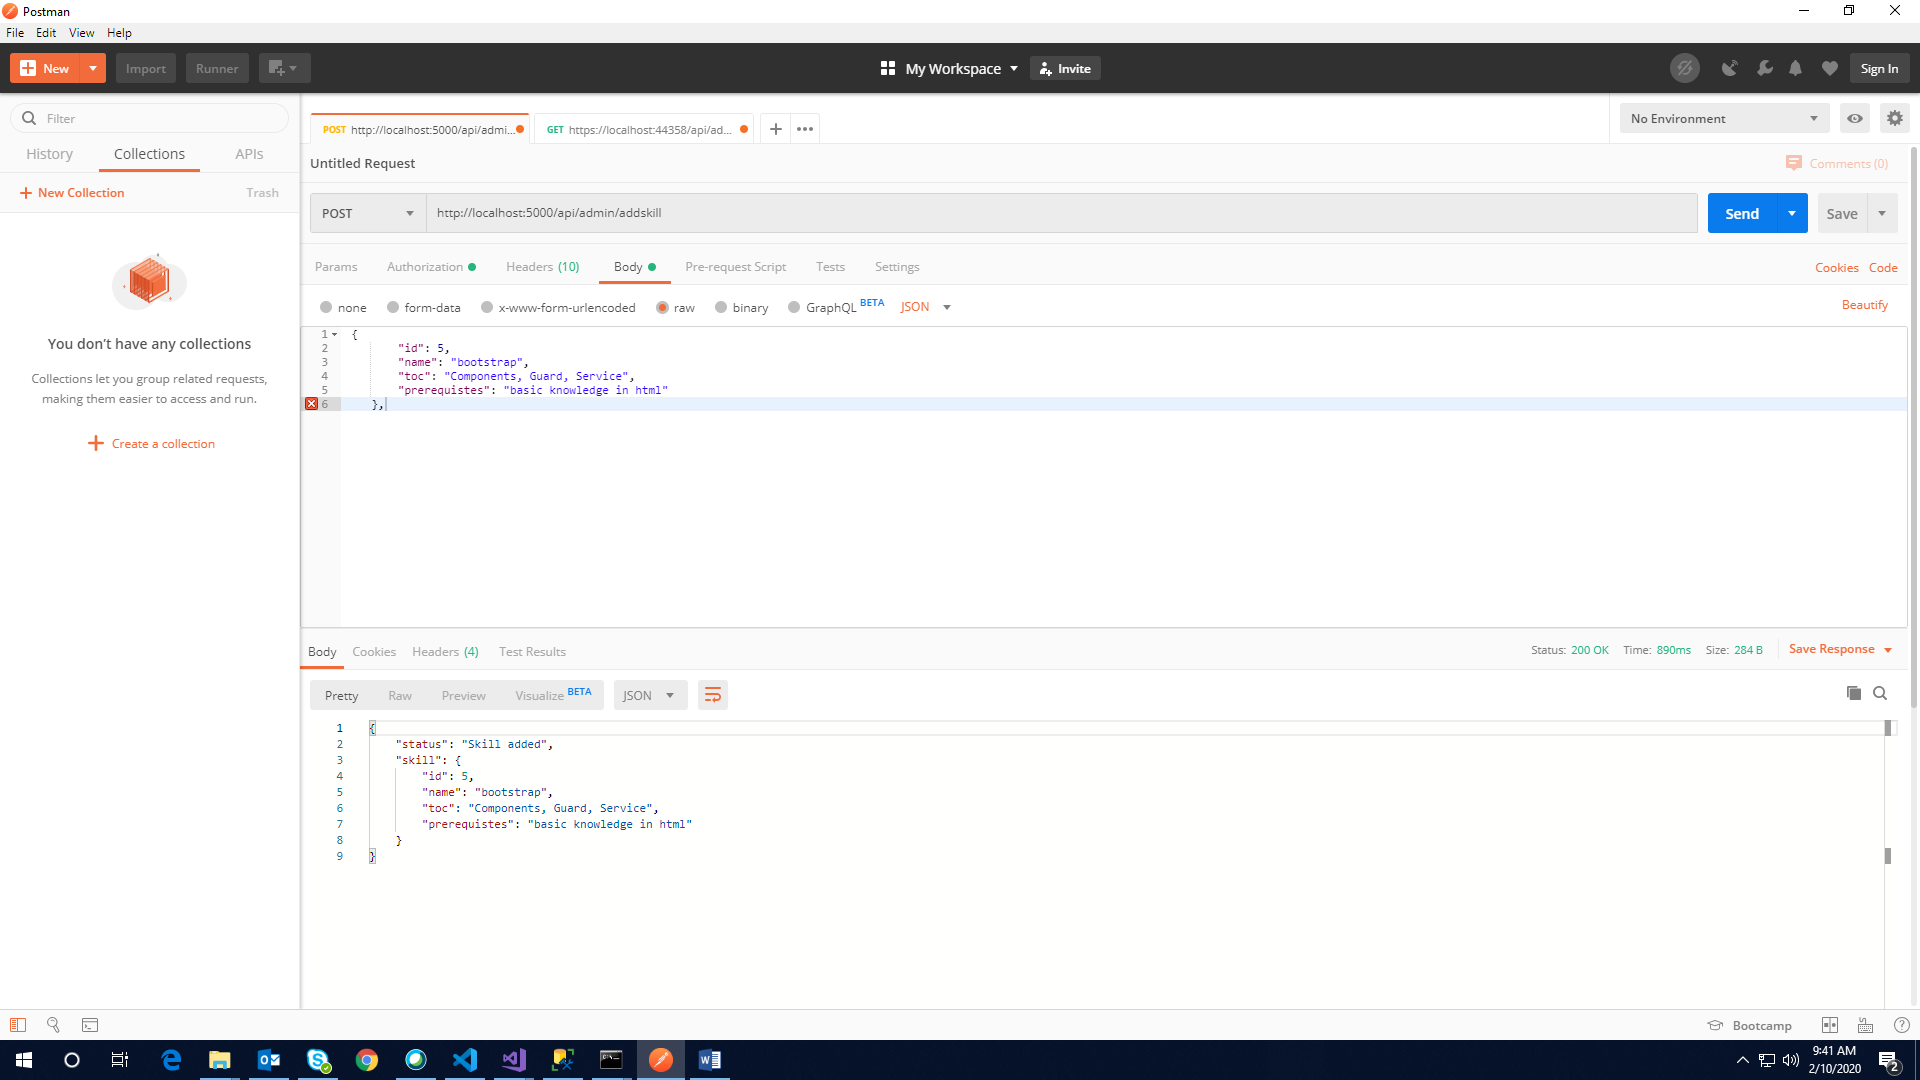 Postman
File Edit View Help
New Import Runner My Workspace Invite Sign In
Filter
History Collections APIs
New Collection Trash
You don't have any collections
Collections let you group related requests,
making them easier to access and run.
Create a collection
POST http://localhost:5000/api/admi... GET https://localhost:44358/api/ad... No Environment
Untitled Request Comments (0)
POST http://localhost:5000/api/admin/addskill Send Save
Params Authorization Headers (10) Body Pre-request Script Tests Settings Cookies Code
none form-data x-www-form-urlencoded raw binary GraphQL BETA JSON Beautify
1 {
2 "id": 5,
3 "name": "bootstrap",
4 "toc": "Components, Guard, Service",
5 "prerequistes": "basic knowledge in html"
6 },
Body Cookies Headers (4) Test Results Status: 200 OK Time: 890ms Size: 284 B Save Response
Pretty Raw Preview Visualize BETA JSON
1 {
2 "status": "Skill added",
3 "skill": {
4 "id": 5,
5 "name": "bootstrap",
6 "toc": "Components, Guard, Service",
7 "prerequistes": "basic knowledge in html"
8 }
9 }
Bootcamp
9:41 AM
2/10/2020
2